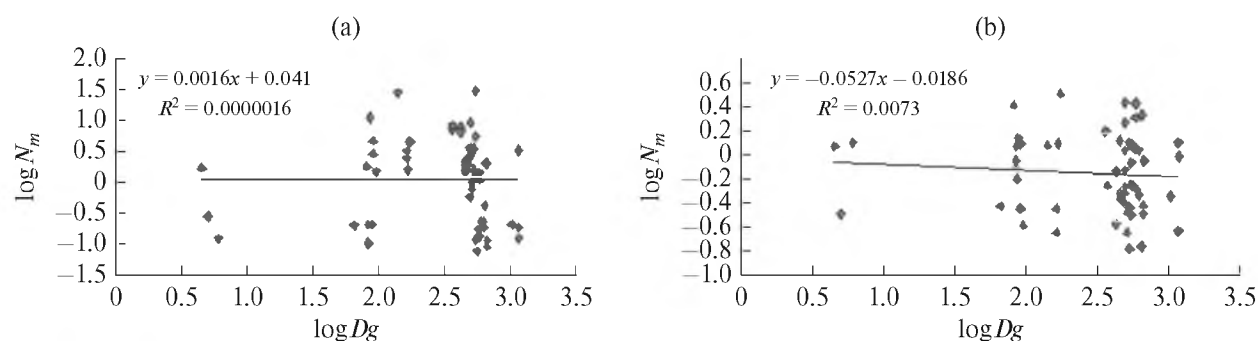 (a)
2.0
1.5
1.0
0.5
0
−0.5
−1.0
−1.5
log N_m
y = 0.0016x + 0.041
R² = 0.0000016
0 0.5 1.0 1.5 2.0 2.5 3.0 3.5
log Dg
(b)
0.6
0.4
0.2
0
−0.2
−0.4
−0.6
−0.8
−1.0
log N_m
y = −0.0527x − 0.0186
R² = 0.0073
0 0.5 1.0 1.5 2.0 2.5 3.0 3.5
log Dg